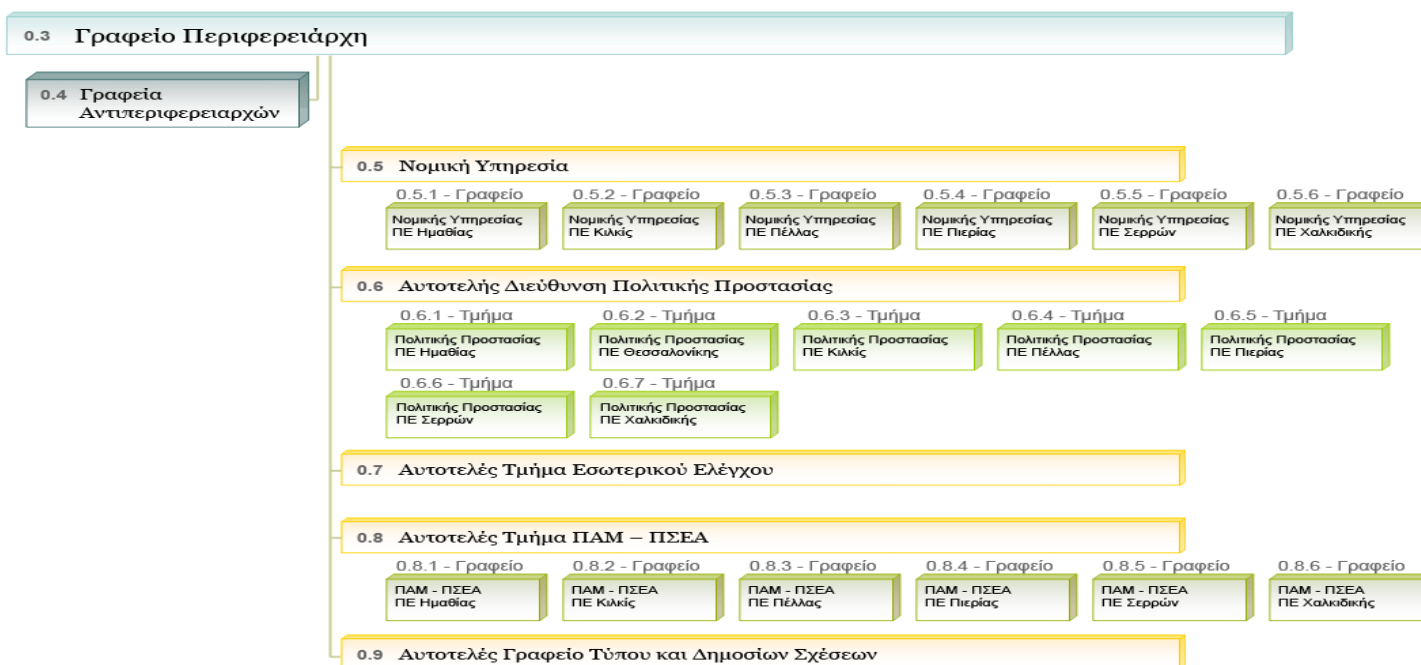 0.3 Γραφείο Περιφερειάρχη
0.4 Γραφεία
Αντιπεριφερειαρχών
0.5 Νομική Υπηρεσία
0.5.1 - Γραφείο
Νομικής Υπηρεσίας
ΠΕ Ημαθίας
0.5.2 - Γραφείο
Νομικής Υπηρεσίας
ΠΕ Κιλκίς
0.5.3 - Γραφείο
Νομικής Υπηρεσίας
ΠΕ Πέλλας
0.5.4 - Γραφείο
Νομικής Υπηρεσίας
ΠΕ Πιερίας
0.5.5 - Γραφείο
Νομικής Υπηρεσίας
ΠΕ Σερρών
0.5.6 - Γραφείο
Νομικής Υπηρεσίας
ΠΕ Χαλκιδικής
0.6 Αυτοτελής Διεύθυνση Πολιτικής Προστασίας
0.6.1 - Τμήμα
Πολιτικής Προστασίας
ΠΕ Ημαθίας
0.6.2 - Τμήμα
Πολιτικής Προστασίας
ΠΕ Θεσσαλονίκης
0.6.3 - Τμήμα
Πολιτικής Προστασίας
ΠΕ Κιλκίς
0.6.4 - Τμήμα
Πολιτικής Προστασίας
ΠΕ Πέλλας
0.6.5 - Τμήμα
Πολιτικής Προστασίας
ΠΕ Πιερίας
0.6.6 - Τμήμα
Πολιτικής Προστασίας
ΠΕ Σερρών
0.6.7 - Τμήμα
Πολιτικής Προστασίας
ΠΕ Χαλκιδικής
0.7 Αυτοτελές Τμήμα Εσωτερικού Ελέγχου
0.8 Αυτοτελές Τμήμα ΠΑΜ – ΠΣΕΑ
0.8.1 - Γραφείο
ΠΑΜ - ΠΣΕΑ
ΠΕ Ημαθίας
0.8.2 - Γραφείο
ΠΑΜ - ΠΣΕΑ
ΠΕ Κιλκίς
0.8.3 - Γραφείο
ΠΑΜ - ΠΣΕΑ
ΠΕ Πέλλας
0.8.4 - Γραφείο
ΠΑΜ - ΠΣΕΑ
ΠΕ Πιερίας
0.8.5 - Γραφείο
ΠΑΜ - ΠΣΕΑ
ΠΕ Σερρών
0.8.6 - Γραφείο
ΠΑΜ - ΠΣΕΑ
ΠΕ Χαλκιδικής
0.9 Αυτοτελές Γραφείο Τύπου και Δημοσίων Σχέσεων